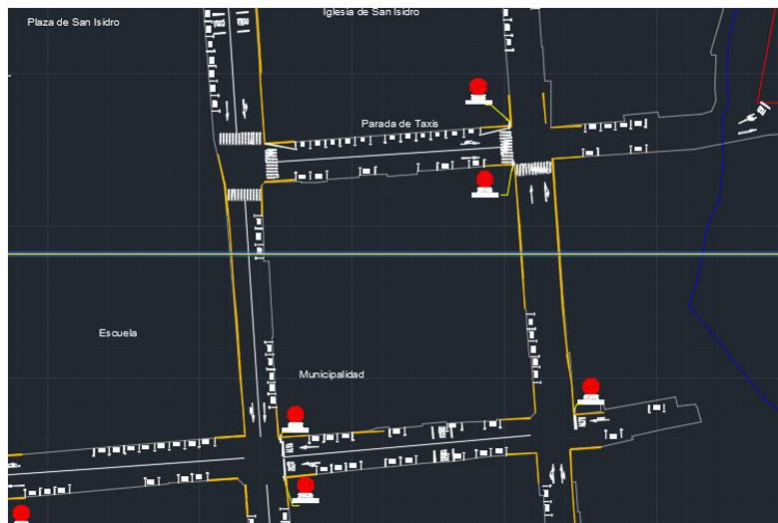 Iglesia de San Isidro
Plaza de San Isidro
Parada de Taxis
Escuela
Municipalidad